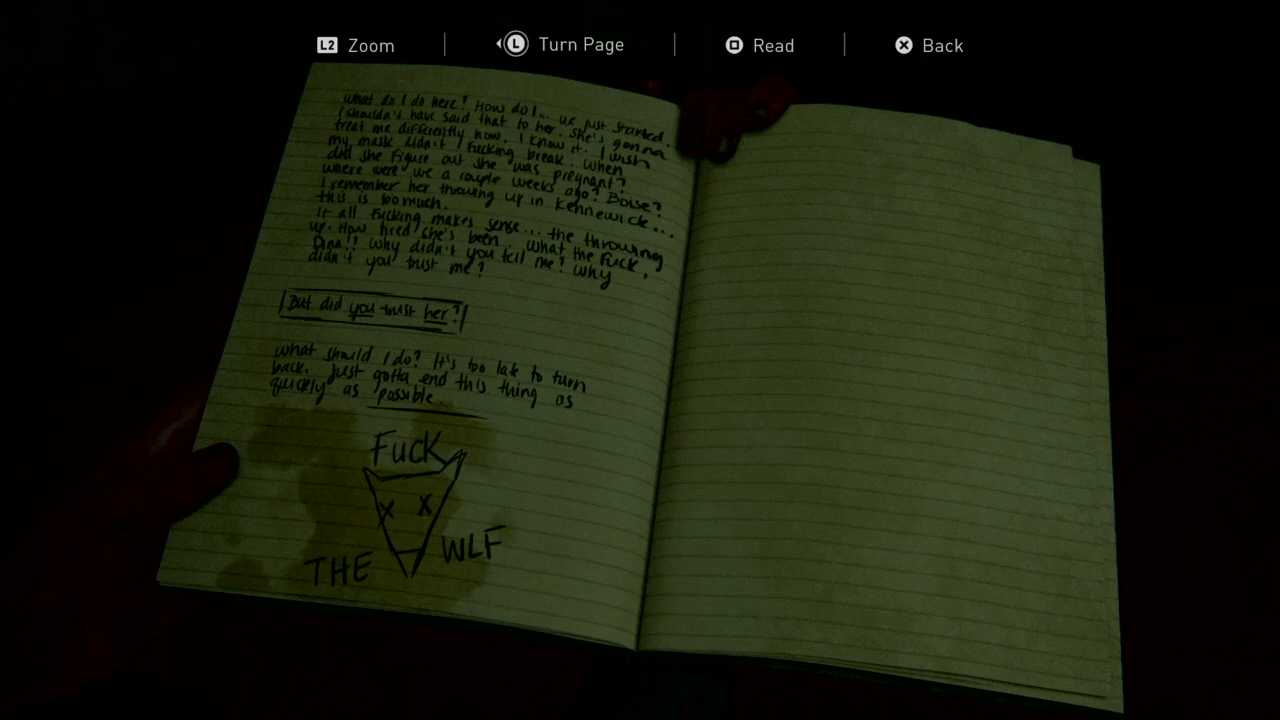 L2 Zoom L Turn Page Read Back
What do I do here? How do I... we just started.
I shouldn't have said that to her. She's gonna
treat me differently now. I know it. I wish
my mask didn't fucking break. When
did she figure out she was pregnant?
Where were we a couple weeks ago? Boise?
I remember her throwing up in Kennewick...
this is too much.
It all fucking makes sense... the throwing
up. How tired she's been. What the fuck,
Dina!? Why didn't you tell me? Why
didn't you trust me?
But did you trust her?
What should I do? It's too late to turn
back. Just gotta end this thing as
quickly as possible.
FUCK
THE WLF